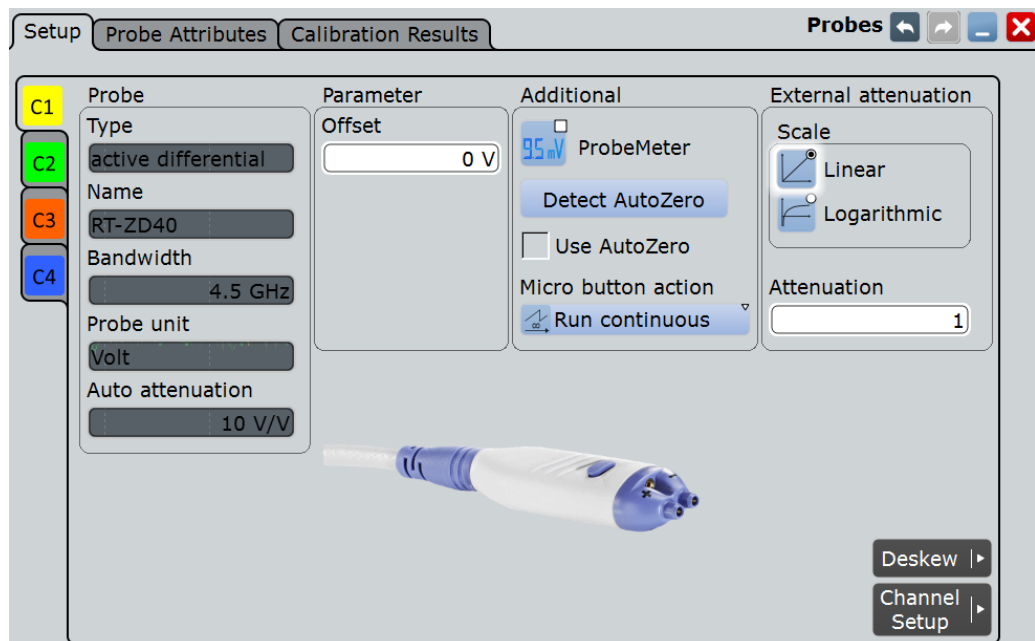 Setup
Probe Attributes
Calibration Results
Probes
C1
C2
C3
C4
Probe
Type
active differential
Name
RT-ZD40
Bandwidth
4.5 GHz
Probe unit
Volt
Auto attenuation
10 V/V
Parameter
Offset
0 V
Additional
95 mV
ProbeMeter
Detect AutoZero
Use AutoZero
Micro button action
∞
Run continuous
External attenuation
Scale
Linear
Logarithmic
Attenuation
1
Deskew
Channel
Setup